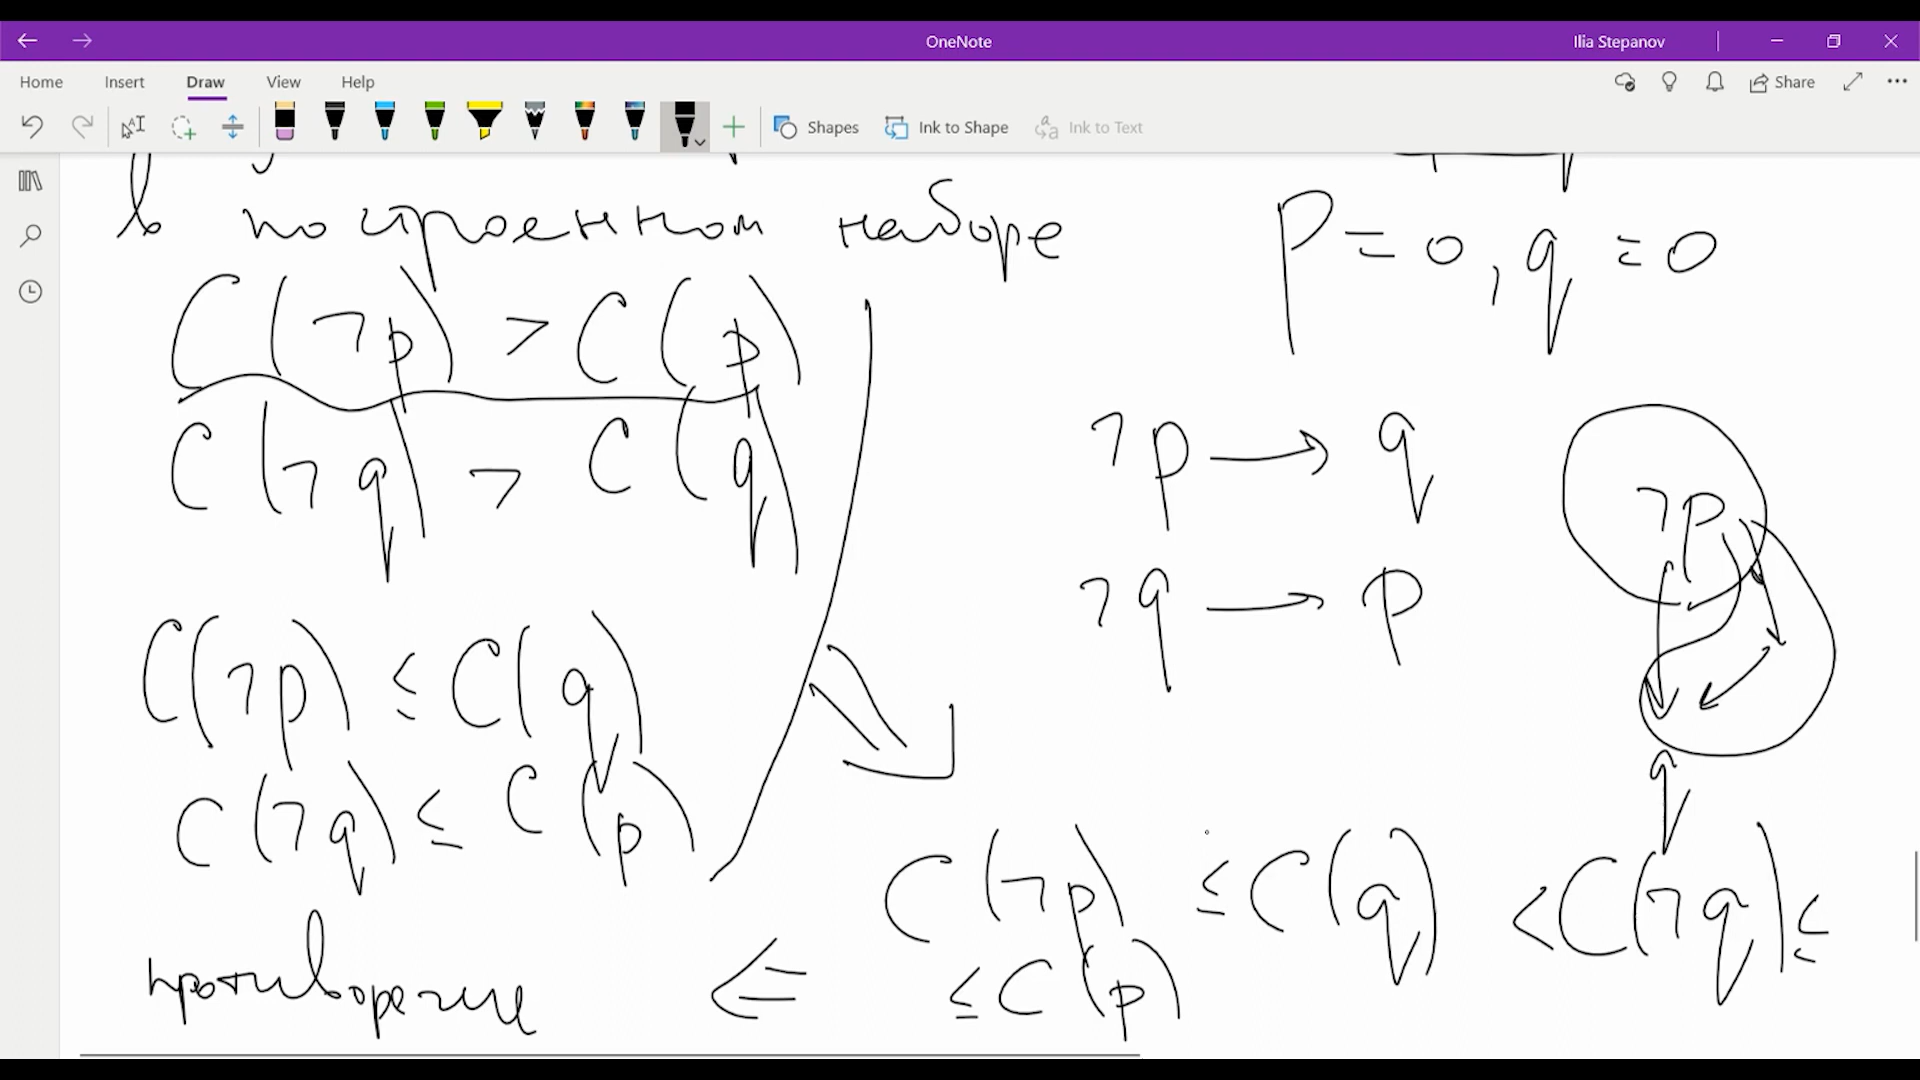 OneNote
Ilia Stepanov
Home Insert Draw View Help
Share
Shapes Ink to Shape Ink to Text
в построенном наборе
p = 0, q = 0
C(¬p) > C(p)
C(¬q) > C(q)
¬p → q
¬q → p
¬p
q
C(¬p) ≤ C(q)
C(¬q) ≤ C(p)
C(¬p) ≤ C(q) < C(¬q) ≤
≤ C(p)
⇐
противоречие